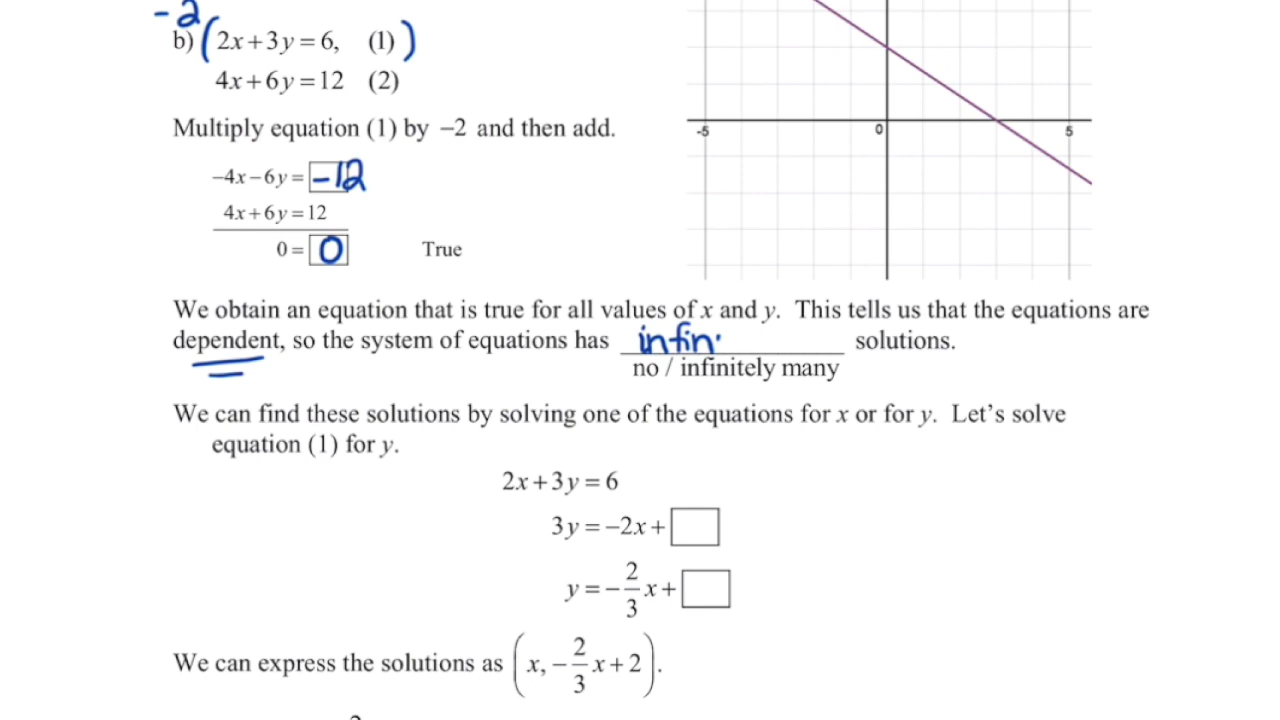 -2
b) ( 2x+3y=6, (1) )
4x+6y=12 (2)
Multiply equation (1) by −2 and then add.
−4x−6y= -12
4x+6y=12
0= 0 True
-5 0 5
We obtain an equation that is true for all values of x and y. This tells us that the equations are
dependent, so the system of equations has infin solutions.
no / infinitely many
We can find these solutions by solving one of the equations for x or for y. Let's solve
equation (1) for y.
2x+3y=6
3y=−2x+
y=−2/3x+
We can express the solutions as (x, −2/3x+2).